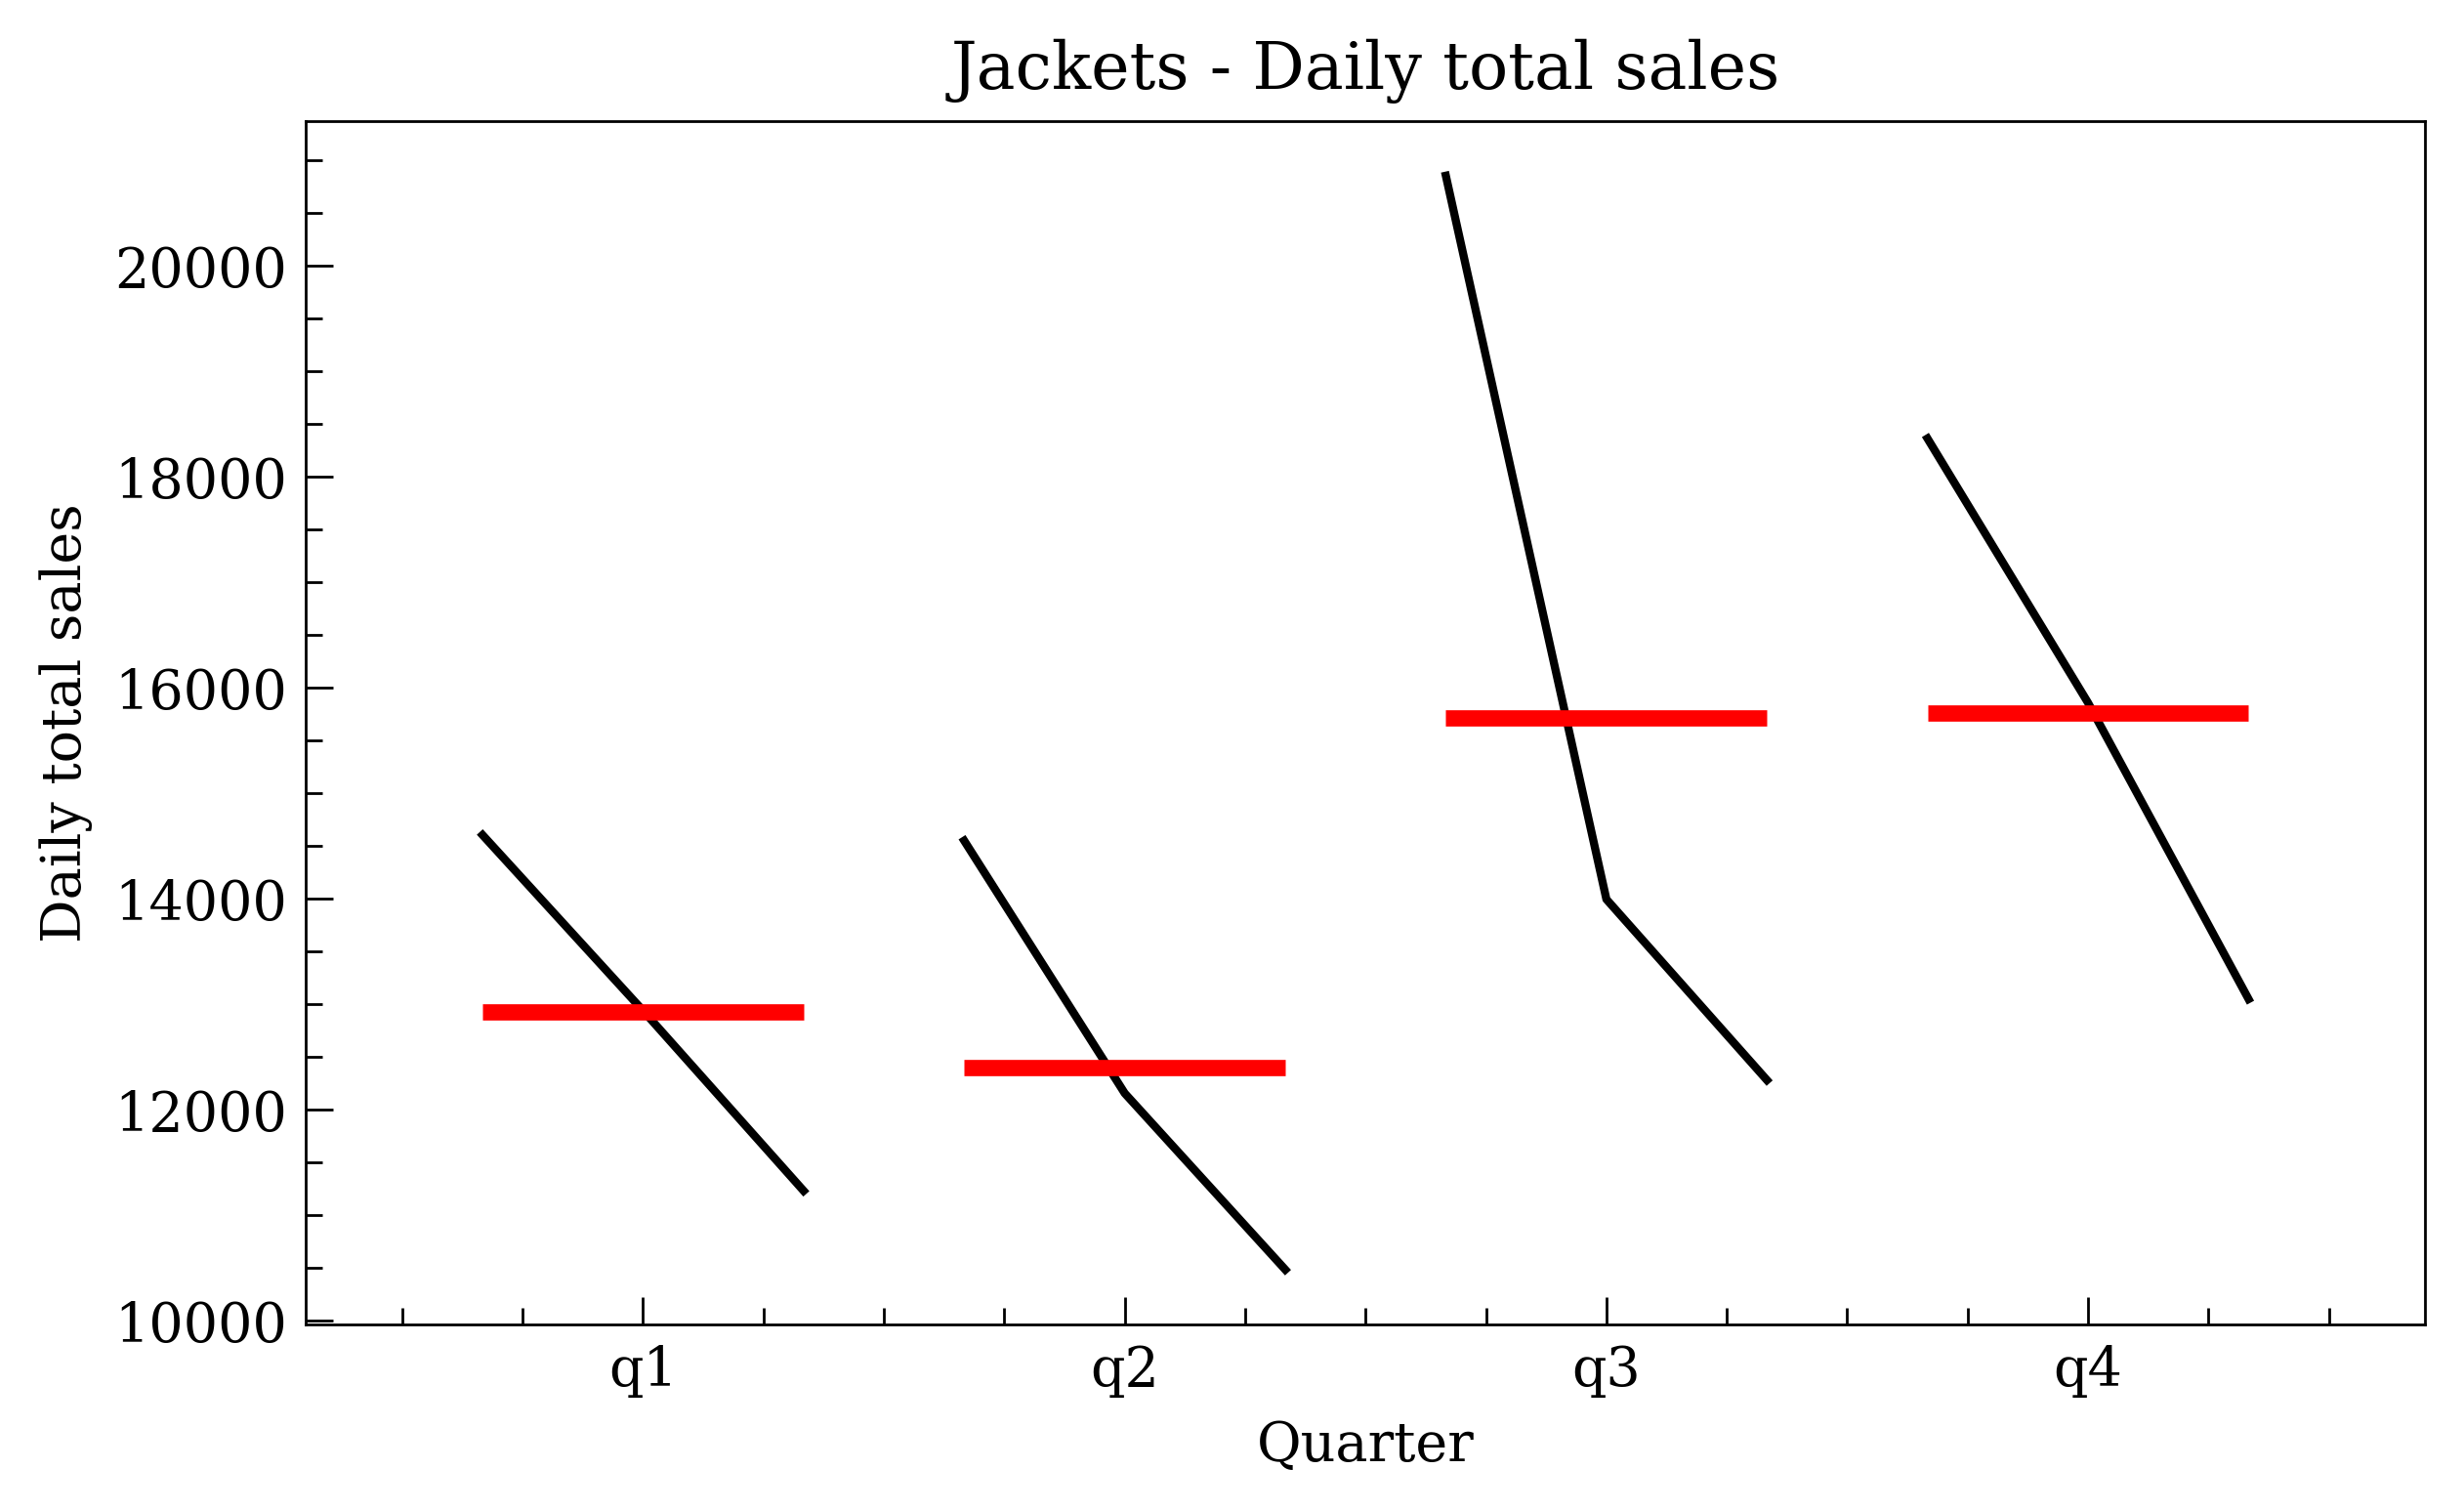 Jackets - Daily total sales
Daily total sales
20000
18000
16000
14000
12000
10000
q1 q2 q3 q4
Quarter